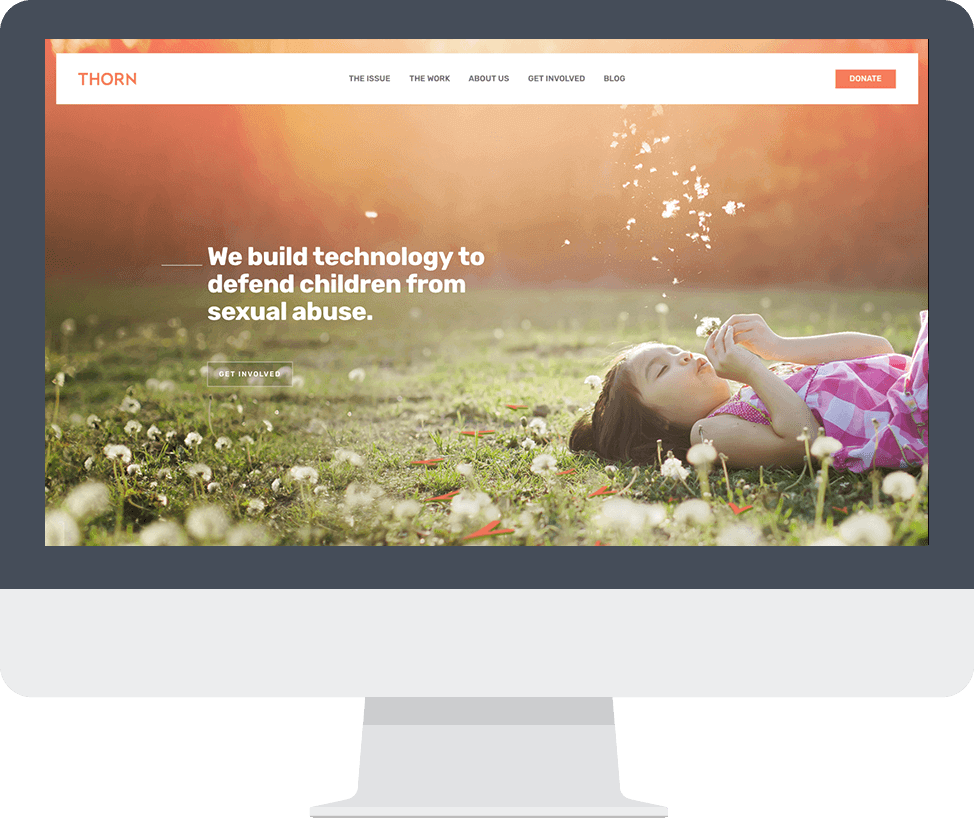 THORN
THE ISSUE THE WORK ABOUT US GET INVOLVED BLOG
DONATE
We build technology to
defend children from
sexual abuse.
GET INVOLVED